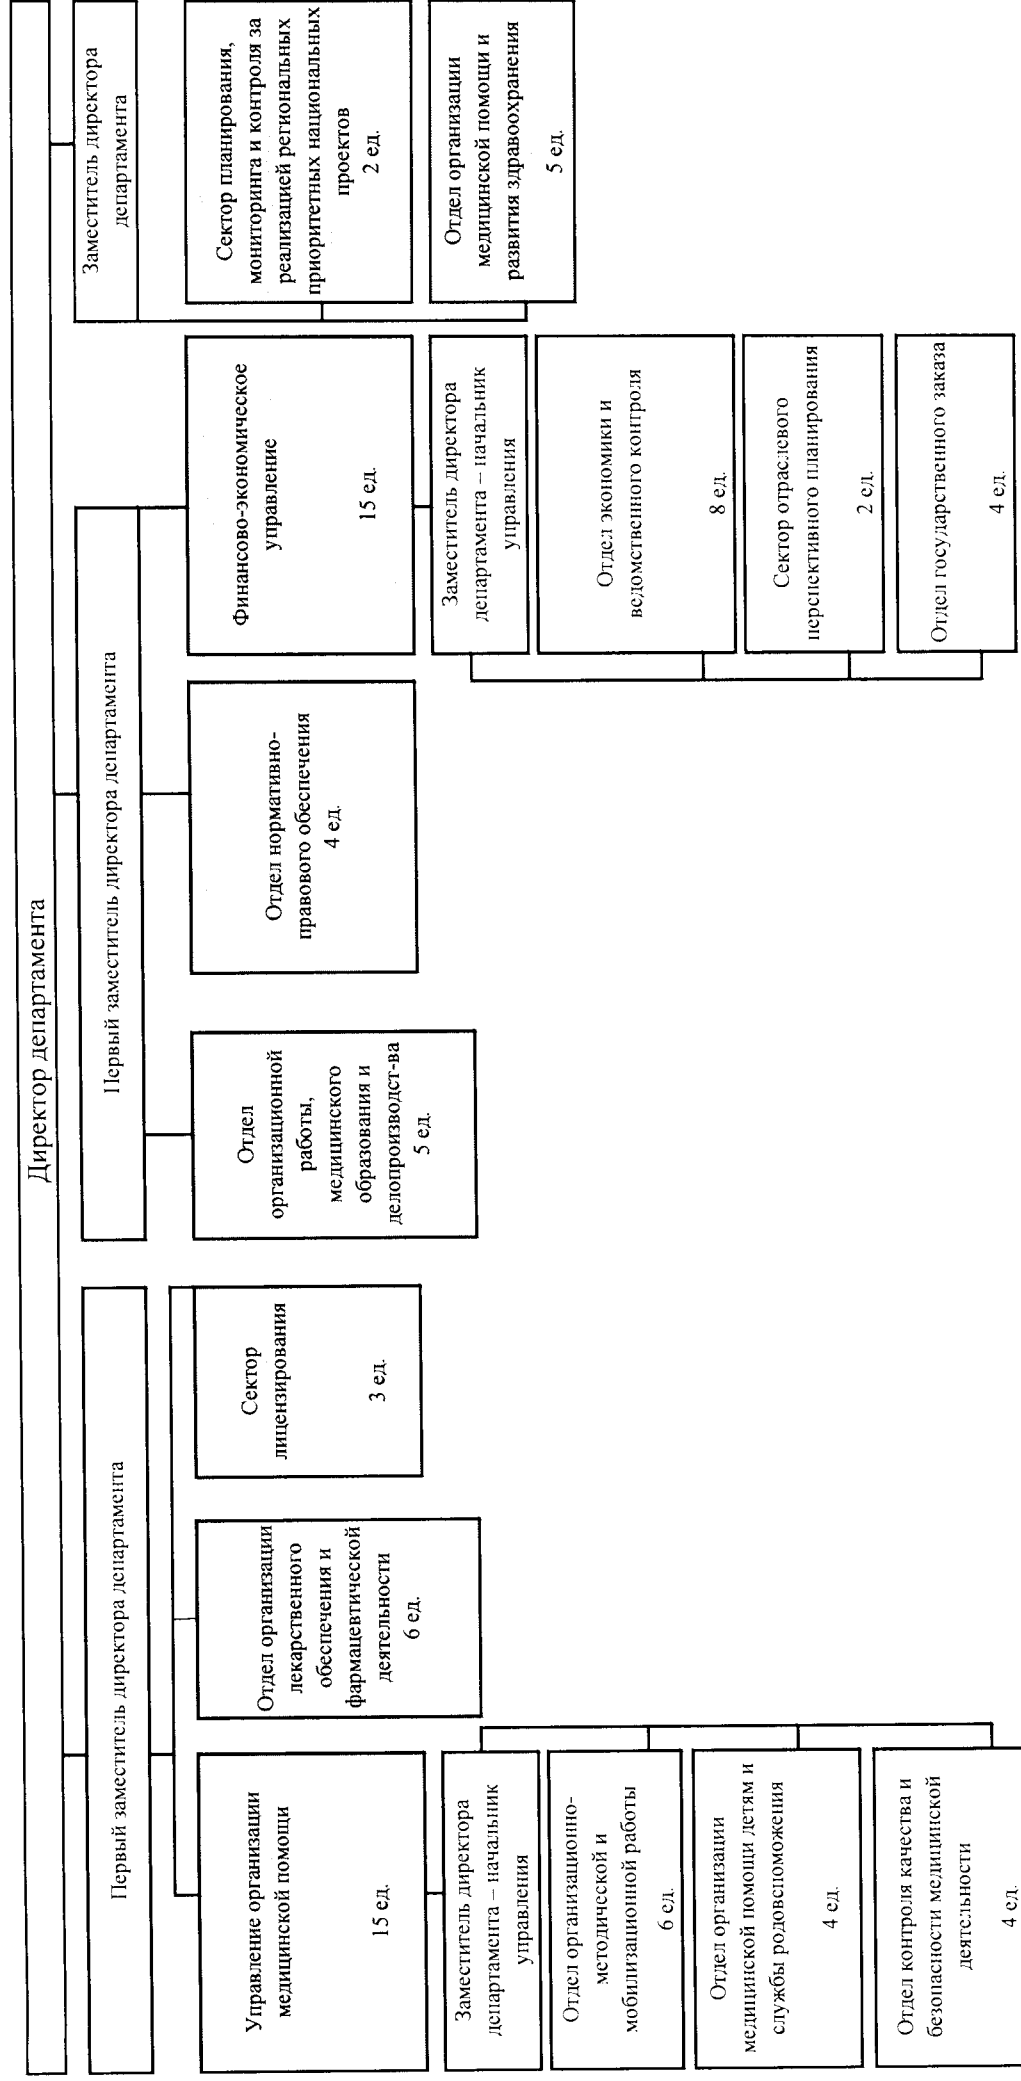 Директор департамента
Первый заместитель директора департамента
Управление организации
медицинской помощи
15 ед.
Заместитель директора
департамента – начальник
управления
Отдел организационно-
методической и
мобилизационной работы
6 ед.
Отдел организации
медицинской помощи детям и
службы родовспоможения
4 ед.
Отдел контроля качества и
безопасности медицинской
деятельности
4 ед.
Отдел организации
лекарственного
обеспечения и
фармацевтической
деятельности
6 ед.
Сектор
лицензирования
3 ед.
Первый заместитель директора департамента
Отдел
организационной
работы,
медицинского
образования и
делопроизводст-ва
5 ед.
Отдел нормативно-
правового обеспечения
4 ед.
Финансово-экономическое
управление
15 ед.
Заместитель директора
департамента – начальник
управления
Отдел экономики и
ведомственного контроля
8 ед.
Сектор отраслевого
перспективного планирования
2 ед.
Отдел государственного заказа
4 ед.
Заместитель директора
департамента
Сектор планирования,
мониторинга и контроля за
реализацией региональных
приоритетных национальных
проектов
2 ед.
Отдел организации
медицинской помощи и
развития здравоохранения
5 ед.